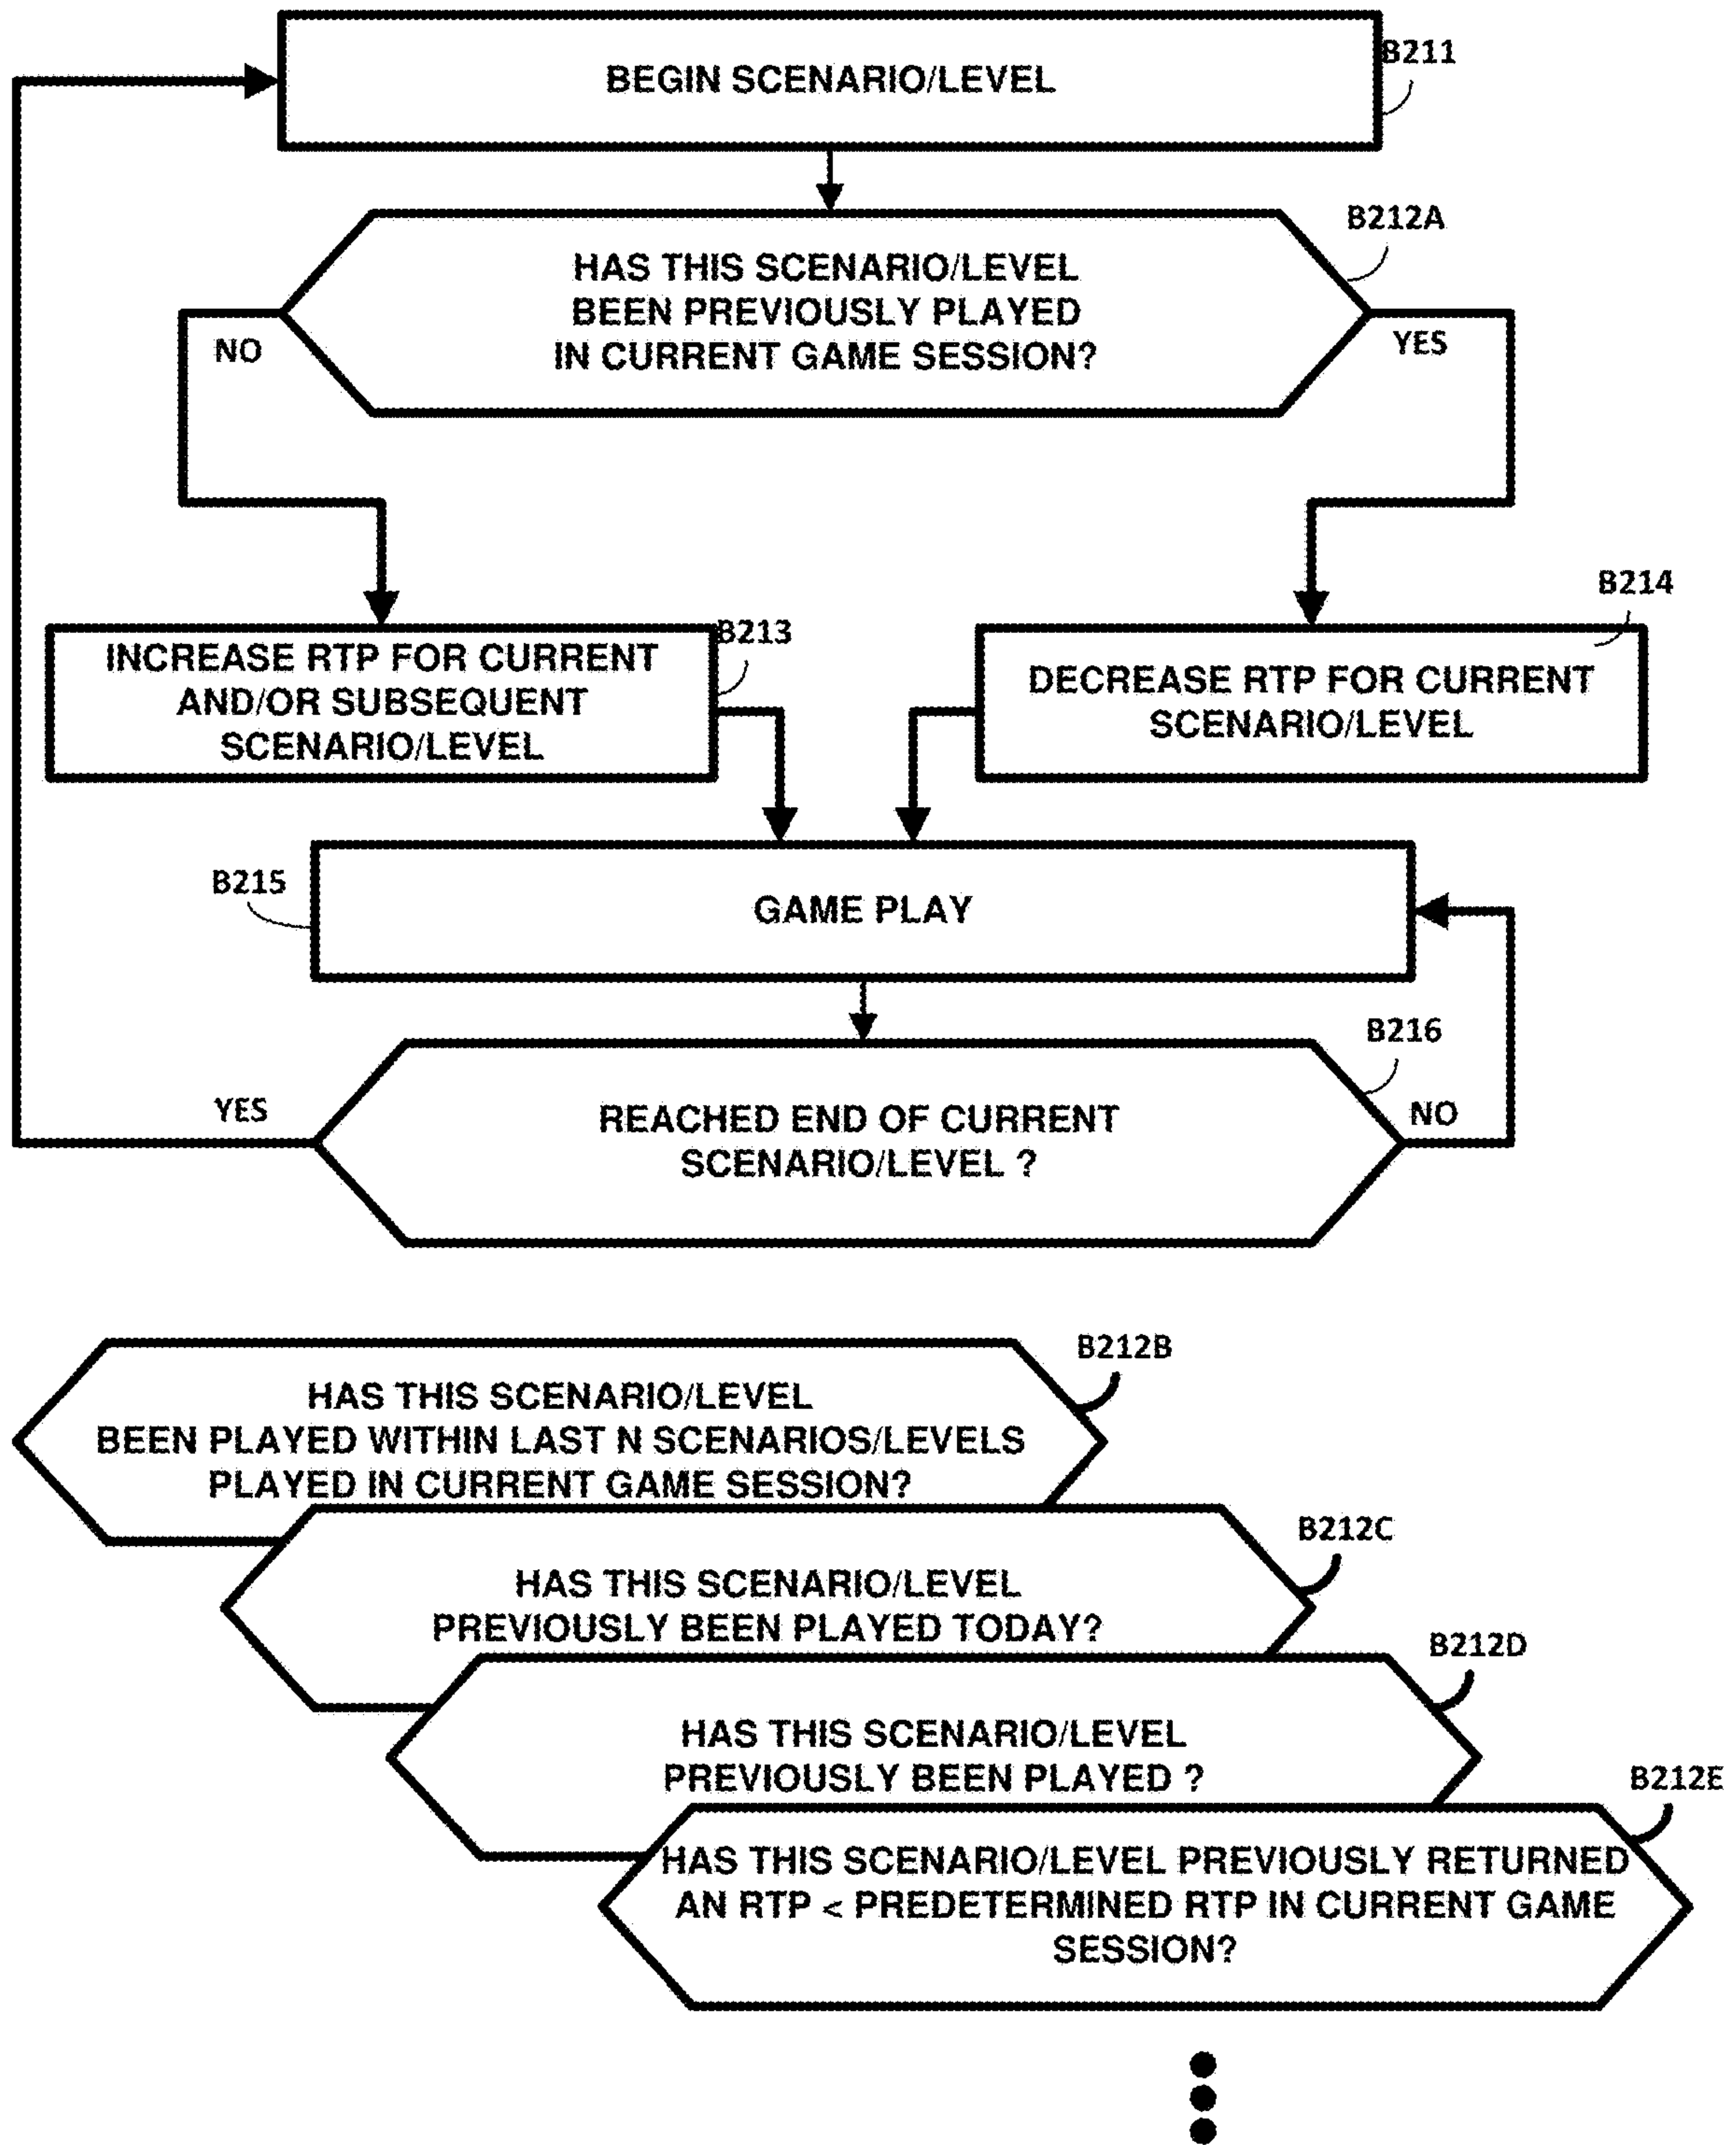 BEGIN SCENARIO/LEVEL
B211
B212A
HAS THIS SCENARIO/LEVEL
BEEN PREVIOUSLY PLAYED
IN CURRENT GAME SESSION?
NO
YES
B213
INCREASE RTP FOR CURRENT
AND/OR SUBSEQUENT
SCENARIO/LEVEL
B214
DECREASE RTP FOR CURRENT
SCENARIO/LEVEL
B215
GAME PLAY
B216
YES
REACHED END OF CURRENT
SCENARIO/LEVEL ?
NO
B212B
HAS THIS SCENARIO/LEVEL
BEEN PLAYED WITHIN LAST N SCENARIOS/LEVELS
PLAYED IN CURRENT GAME SESSION?
B212C
HAS THIS SCENARIO/LEVEL
PREVIOUSLY BEEN PLAYED TODAY?
B212D
HAS THIS SCENARIO/LEVEL
PREVIOUSLY BEEN PLAYED ?
B212E
HAS THIS SCENARIO/LEVEL PREVIOUSLY RETURNED
AN RTP < PREDETERMINED RTP IN CURRENT GAME
SESSION?